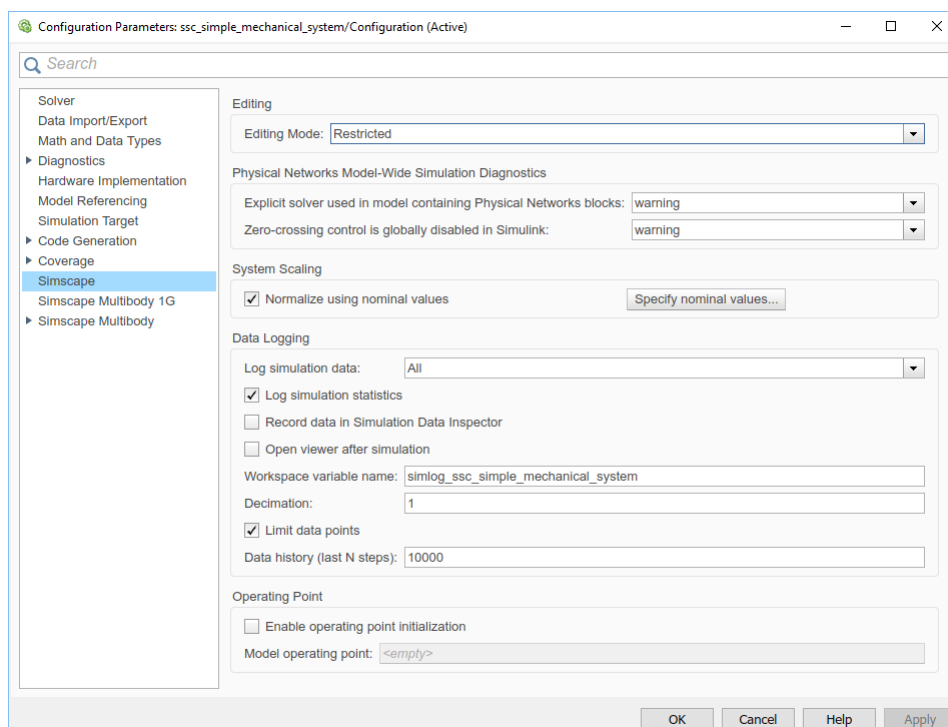 Configuration Parameters: ssc_simple_mechanical_system/Configuration (Active)
Search
Solver
Data Import/Export
Math and Data Types
Diagnostics
Hardware Implementation
Model Referencing
Simulation Target
Code Generation
Coverage
Simscape
Simscape Multibody 1G
Simscape Multibody
Editing
Editing Mode: Restricted
Physical Networks Model-Wide Simulation Diagnostics
Explicit solver used in model containing Physical Networks blocks: warning
Zero-crossing control is globally disabled in Simulink: warning
System Scaling
Normalize using nominal values Specify nominal values...
Data Logging
Log simulation data: All
Log simulation statistics
Record data in Simulation Data Inspector
Open viewer after simulation
Workspace variable name: simlog_ssc_simple_mechanical_system
Decimation: 1
Limit data points
Data history (last N steps): 10000
Operating Point
Enable operating point initialization
Model operating point: <empty>
OK Cancel Help Apply